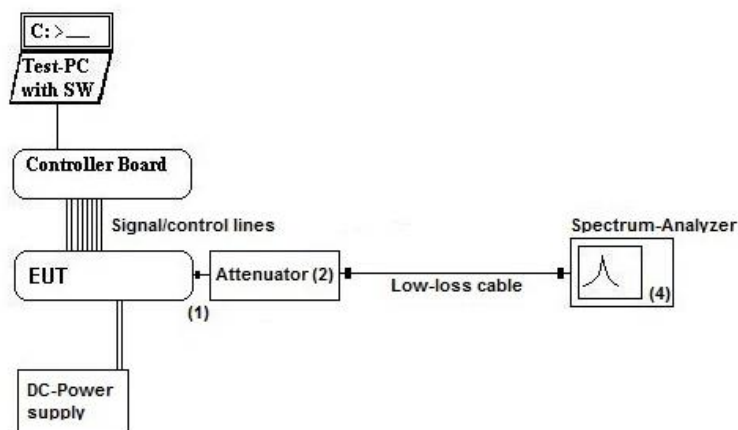 C: >__
Test-PC
with SW
Controller Board
Signal/control lines
Spectrum-Analyzer
EUT
Attenuator (2)
Low-loss cable
(4)
(1)
DC-Power
supply